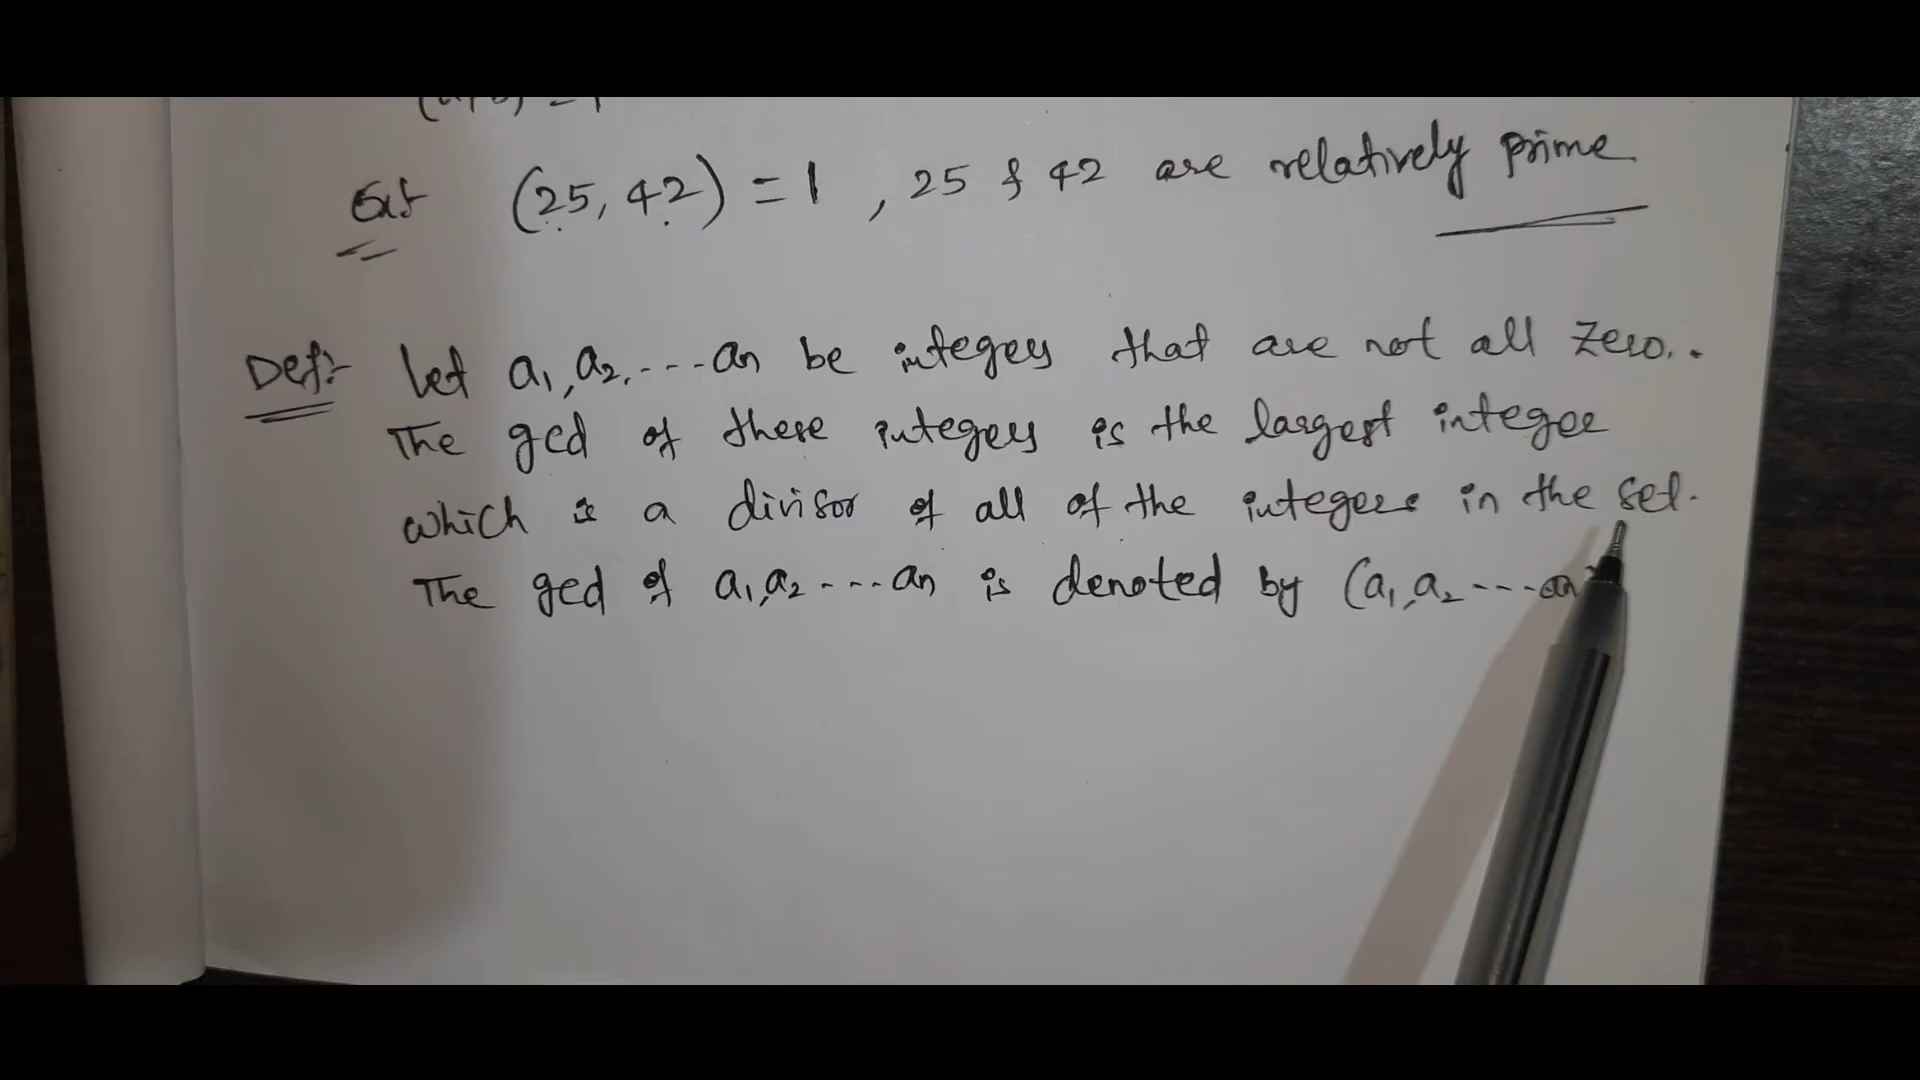 Ex:- (25, 42) = 1 , 25 & 42 are relatively prime
Def:- Let a₁, a₂, ---- an be integers that are not all zero..
The gcd of these integers is the largest integer
which is a divisor of all of the integers in the set.
The gcd of a₁, a₂ ---- an is denoted by (a₁, a₂ ---- an)